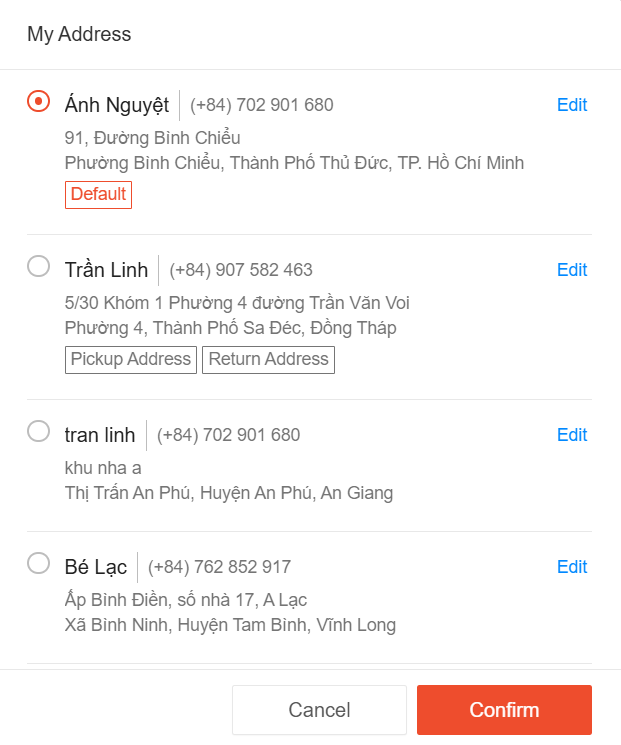 My Address
Ánh Nguyệt (+84) 702 901 680 Edit
91, Đường Bình Chiểu
Phường Bình Chiểu, Thành Phố Thủ Đức, TP. Hồ Chí Minh
Default
Trần Linh (+84) 907 582 463 Edit
5/30 Khóm 1 Phường 4 đường Trần Văn Voi
Phường 4, Thành Phố Sa Đéc, Đồng Tháp
Pickup Address Return Address
tran linh (+84) 702 901 680 Edit
khu nha a
Thị Trấn An Phú, Huyện An Phú, An Giang
Bé Lạc (+84) 762 852 917 Edit
Ấp Bình Điền, số nhà 17, A Lạc
Xã Bình Ninh, Huyện Tam Bình, Vĩnh Long
Cancel Confirm